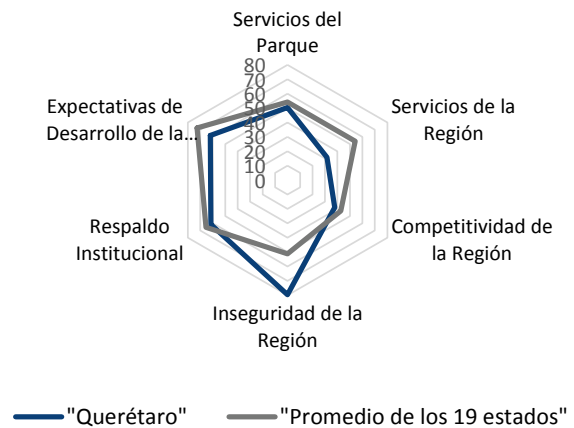 Servicios del
Parque
80
70
60
50
40
30
20
10
0
Servicios de la
Región
Competitividad de
la Región
Inseguridad de la
Región
Respaldo
Institucional
Expectativas de
Desarrollo de la...
"Querétaro"
"Promedio de los 19 estados"